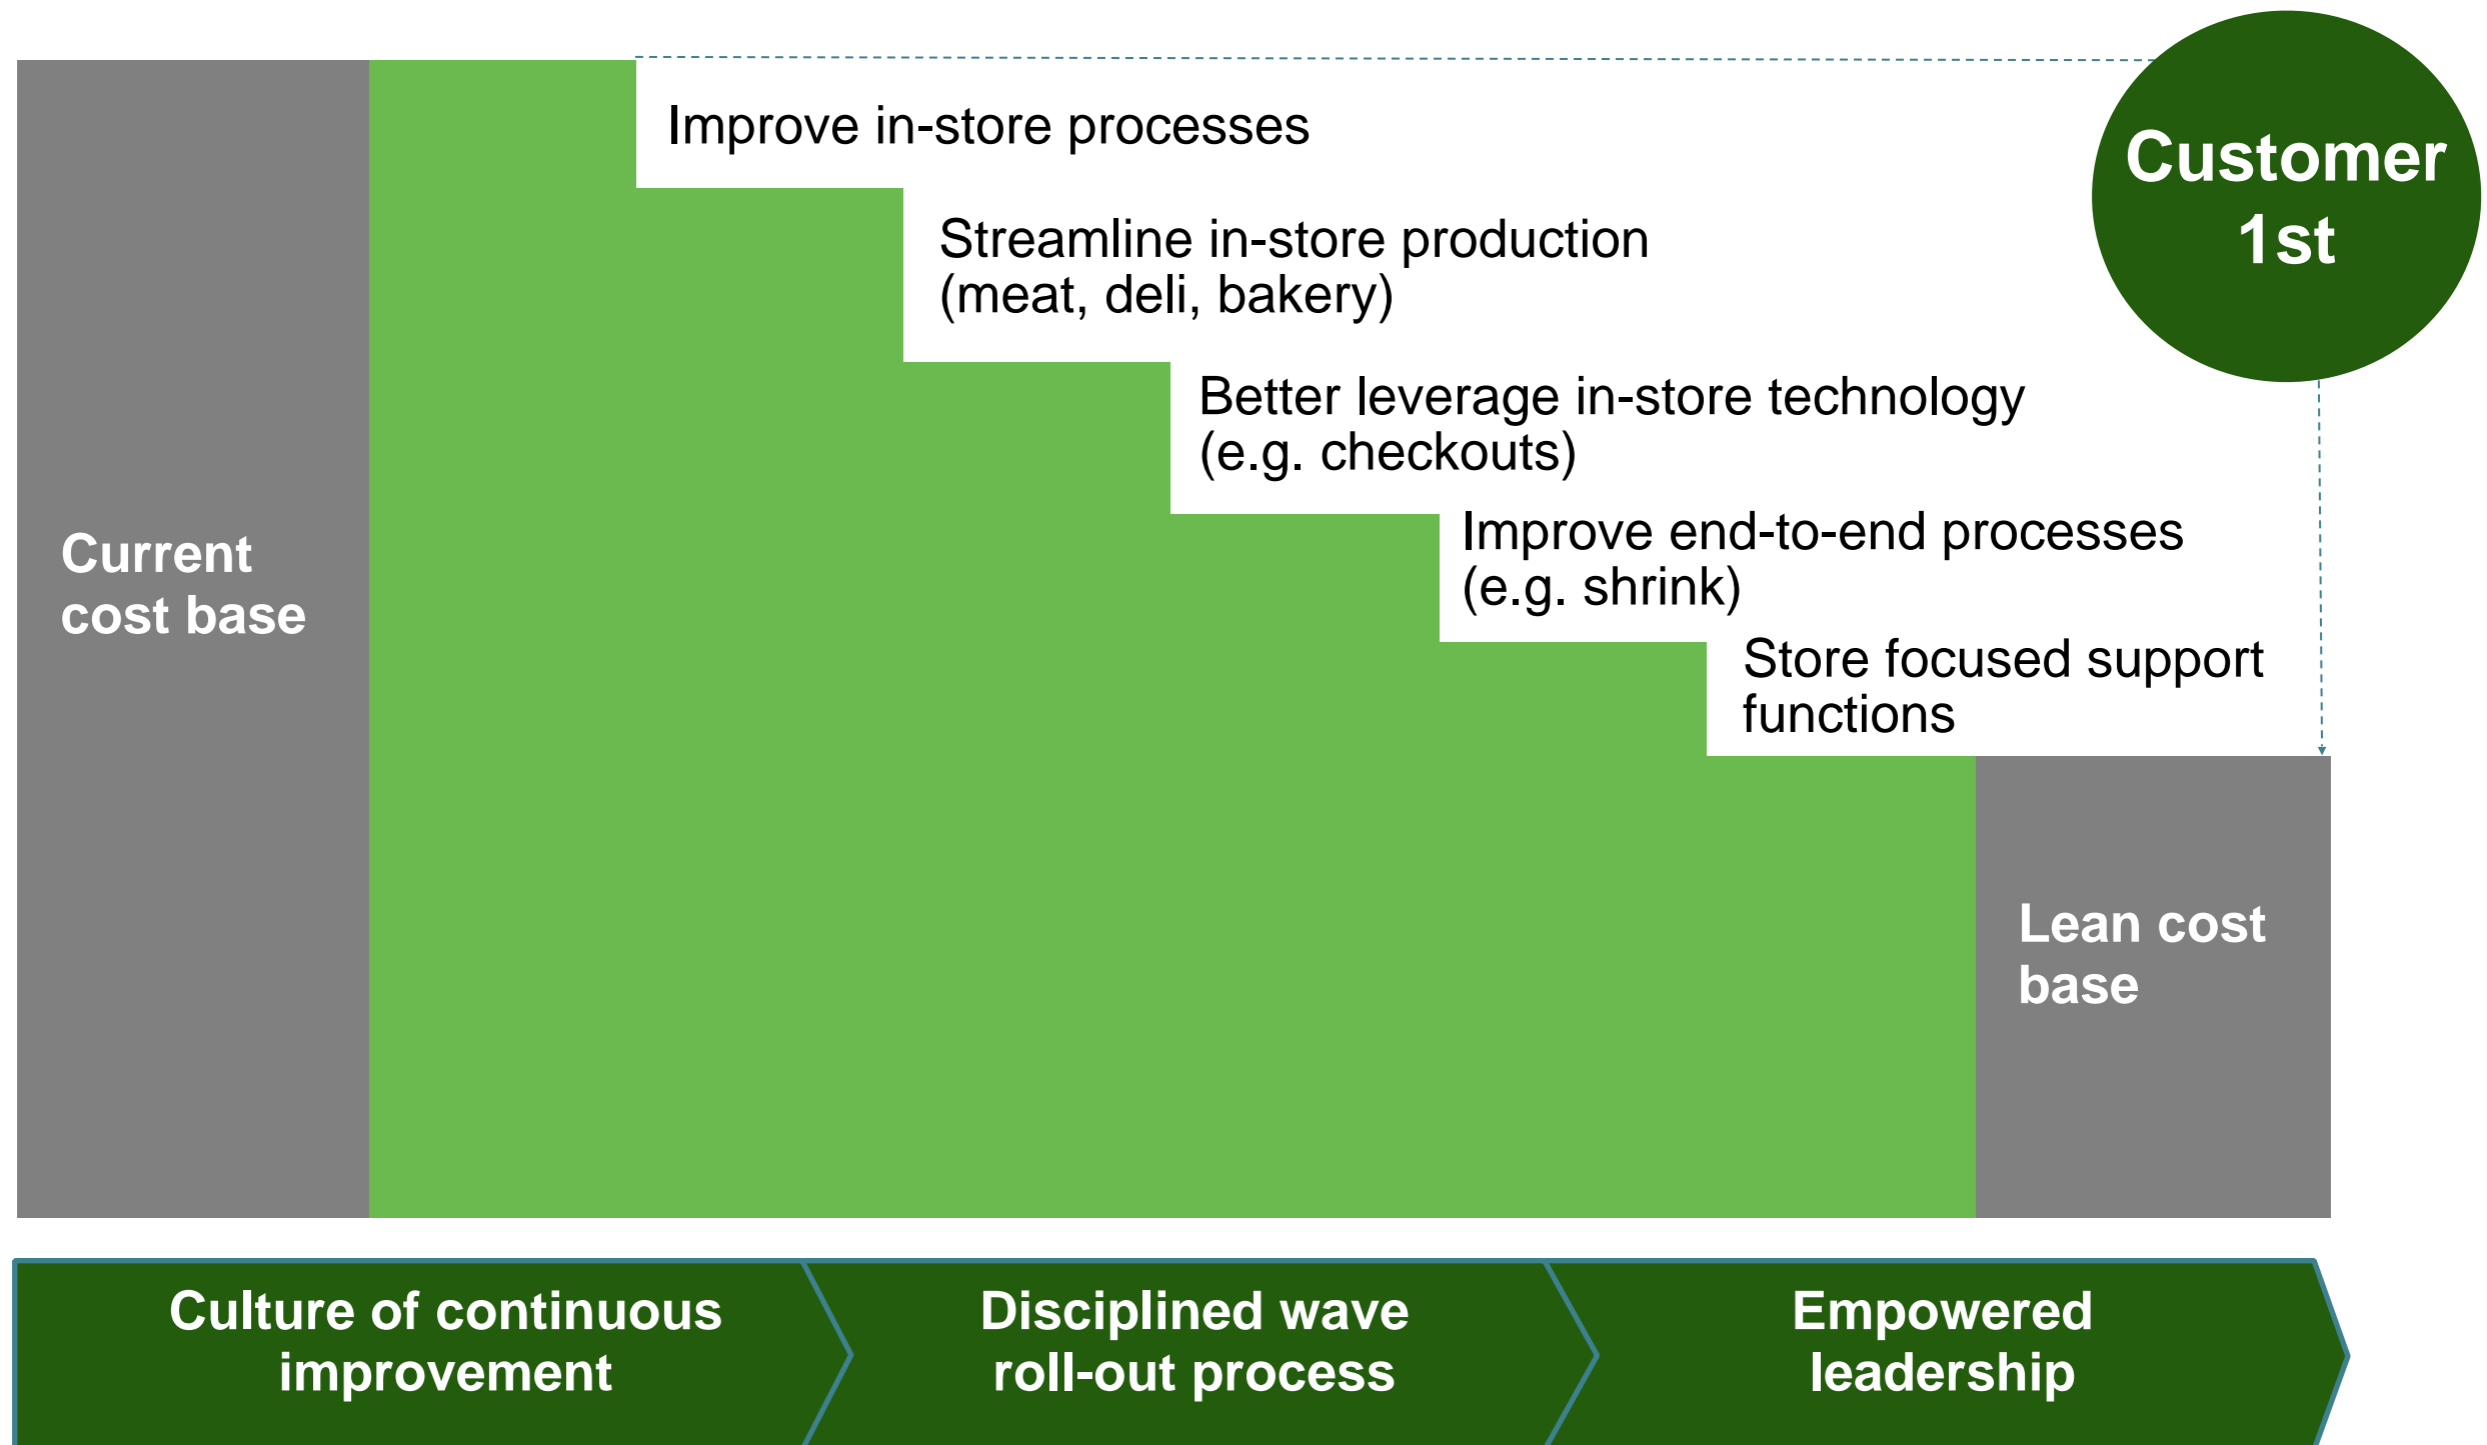 Improve in-store processes
Customer
1st
Streamline in-store production
(meat, deli, bakery)
Better leverage in-store technology
(e.g. checkouts)
Improve end-to-end processes
(e.g. shrink)
Current
cost base
Store focused support
functions
Lean cost
base
Culture of continuous
improvement
Disciplined wave
roll-out process
Empowered
leadership